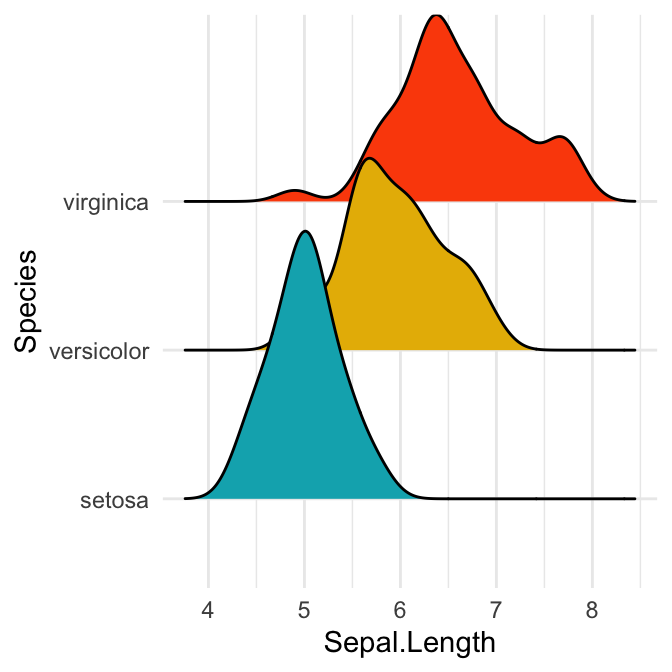 virginica
versicolor
setosa
Species
4 5 6 7 8
Sepal.Length